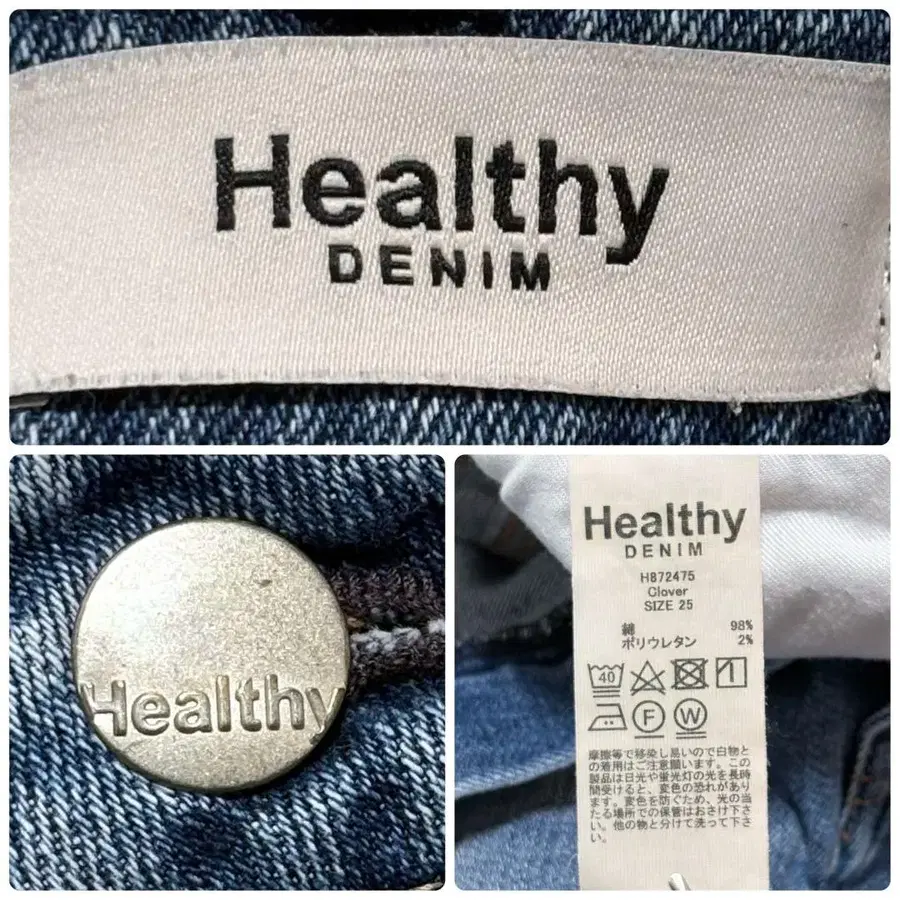 Healthy
DENIM
Healthy
Healthy
DENIM
H872475
Clover
SIZE 25
綿 98%
ポリウレタン 2%
40
F W
摩擦等で移染し易いので白物と
の着用はご注意願います。この
製品は日光や蛍光灯の光を長時
間受けると、変色の恐れがあり
ます。変色を防ぐため、光の当
たる場所での保管はおさけ下さ
い。他の物と分けて洗って下さ
い。